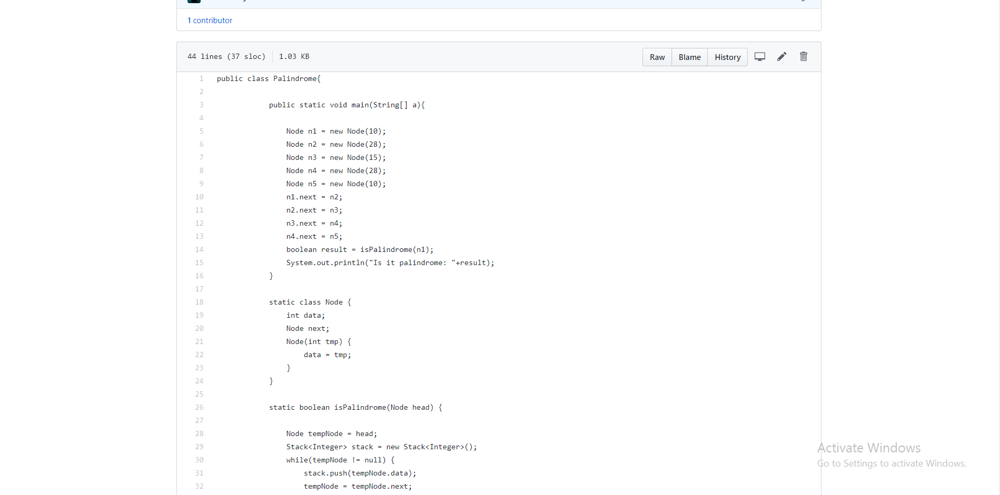 1 contributor
44 lines (37 sloc) 1.03 KB
Raw Blame History
1 public class Palindrome{
2
3 public static void main(String[] a){
4
5 Node n1 = new Node(10);
6 Node n2 = new Node(28);
7 Node n3 = new Node(15);
8 Node n4 = new Node(28);
9 Node n5 = new Node(10);
10 n1.next = n2;
11 n2.next = n3;
12 n3.next = n4;
13 n4.next = n5;
14 boolean result = isPalindrome(n1);
15 System.out.println("Is it palindrome: "+result);
16 }
17
18 static class Node {
19 int data;
20 Node next;
21 Node(int tmp) {
22 data = tmp;
23 }
24 }
25
26 static boolean isPalindrome(Node head) {
27
28 Node tempNode = head;
29 Stack<Integer> stack = new Stack<Integer>();
30 while(tempNode != null) {
31 stack.push(tempNode.data);
32 tempNode = tempNode.next;
Activate Windows
Go to Settings to activate Windows.